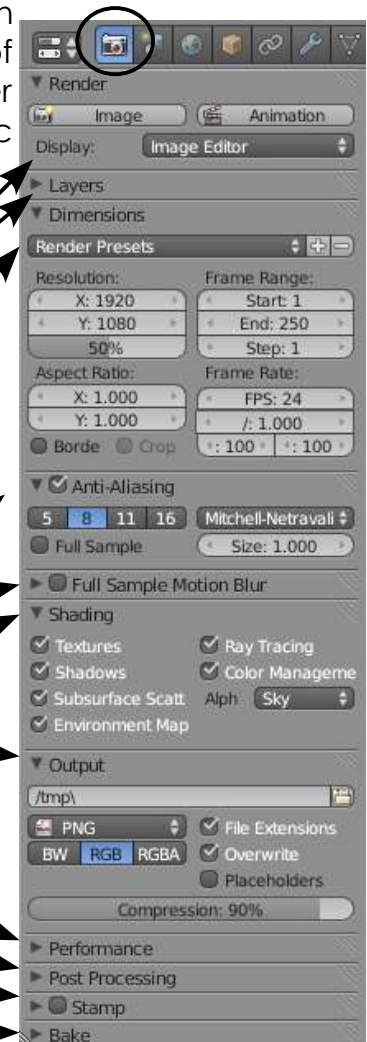 n
of
er
c
Render
Image Animation
Display: Image Editor
Layers
Dimensions
Render Presets
Resolution: Frame Range:
X: 1920 Start: 1
Y: 1080 End: 250
50% Step: 1
Aspect Ratio: Frame Rate:
X: 1.000 FPS: 24
Y: 1.000 /: 1.000
Borde Crop : 100 : 100
Anti-Aliasing
5 8 11 16 Mitchell-Netravali
Full Sample Size: 1.000
Full Sample Motion Blur
Shading
Textures Ray Tracing
Shadows Color Manageme
Subsurface Scatt Alph Sky
Environment Map
Output
/tmp\
PNG File Extensions
BW RGB RGBA Overwrite
Placeholders
Compression: 90%
Performance
Post Processing
Stamp
Bake